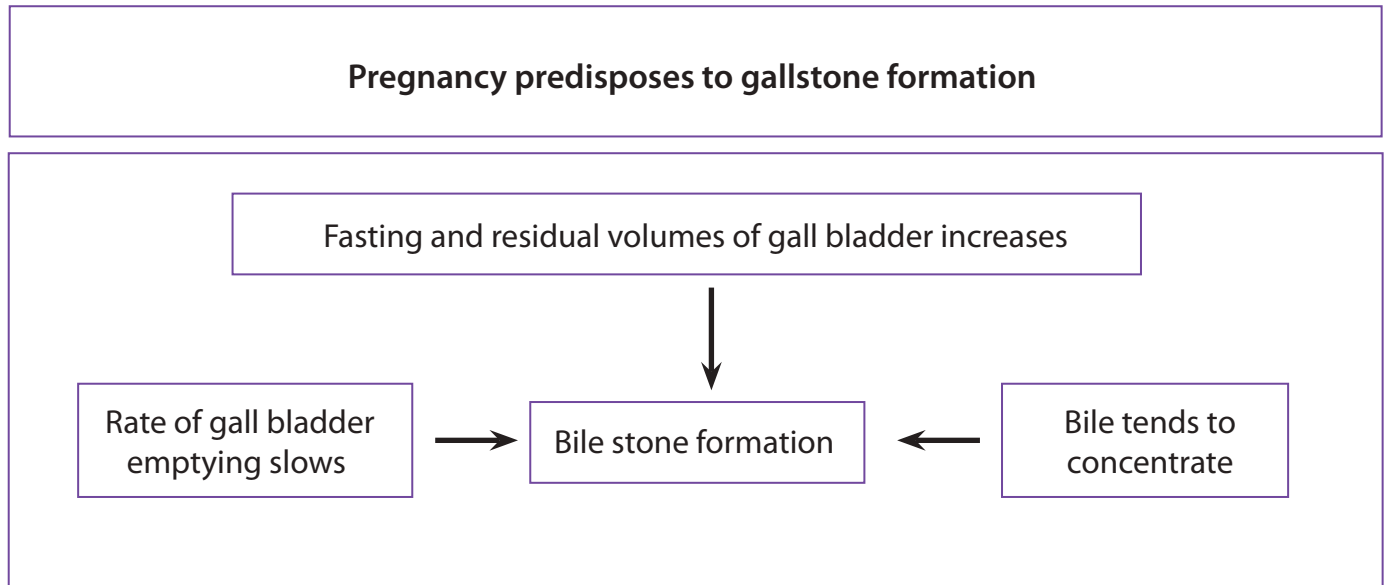 Pregnancy predisposes to gallstone formation
Fasting and residual volumes of gall bladder increases
Rate of gall bladder
emptying slows
Bile stone formation
Bile tends to
concentrate